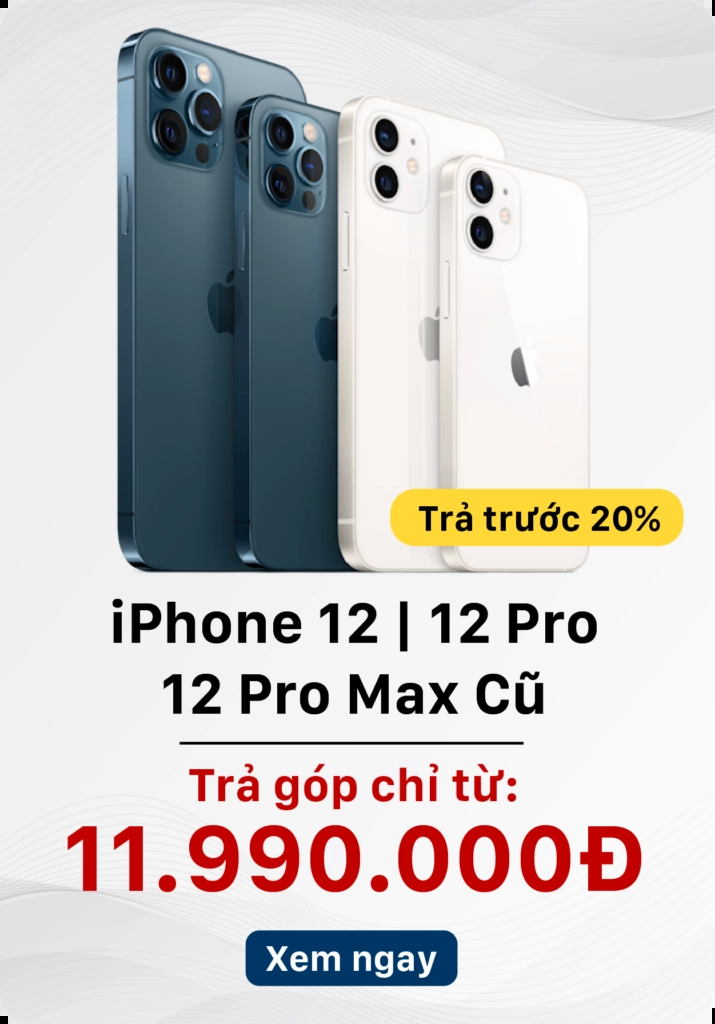 Trả trước 20%
iPhone 12 | 12 Pro
12 Pro Max Cũ
Trả góp chỉ từ:
11.990.000Đ
Xem ngay